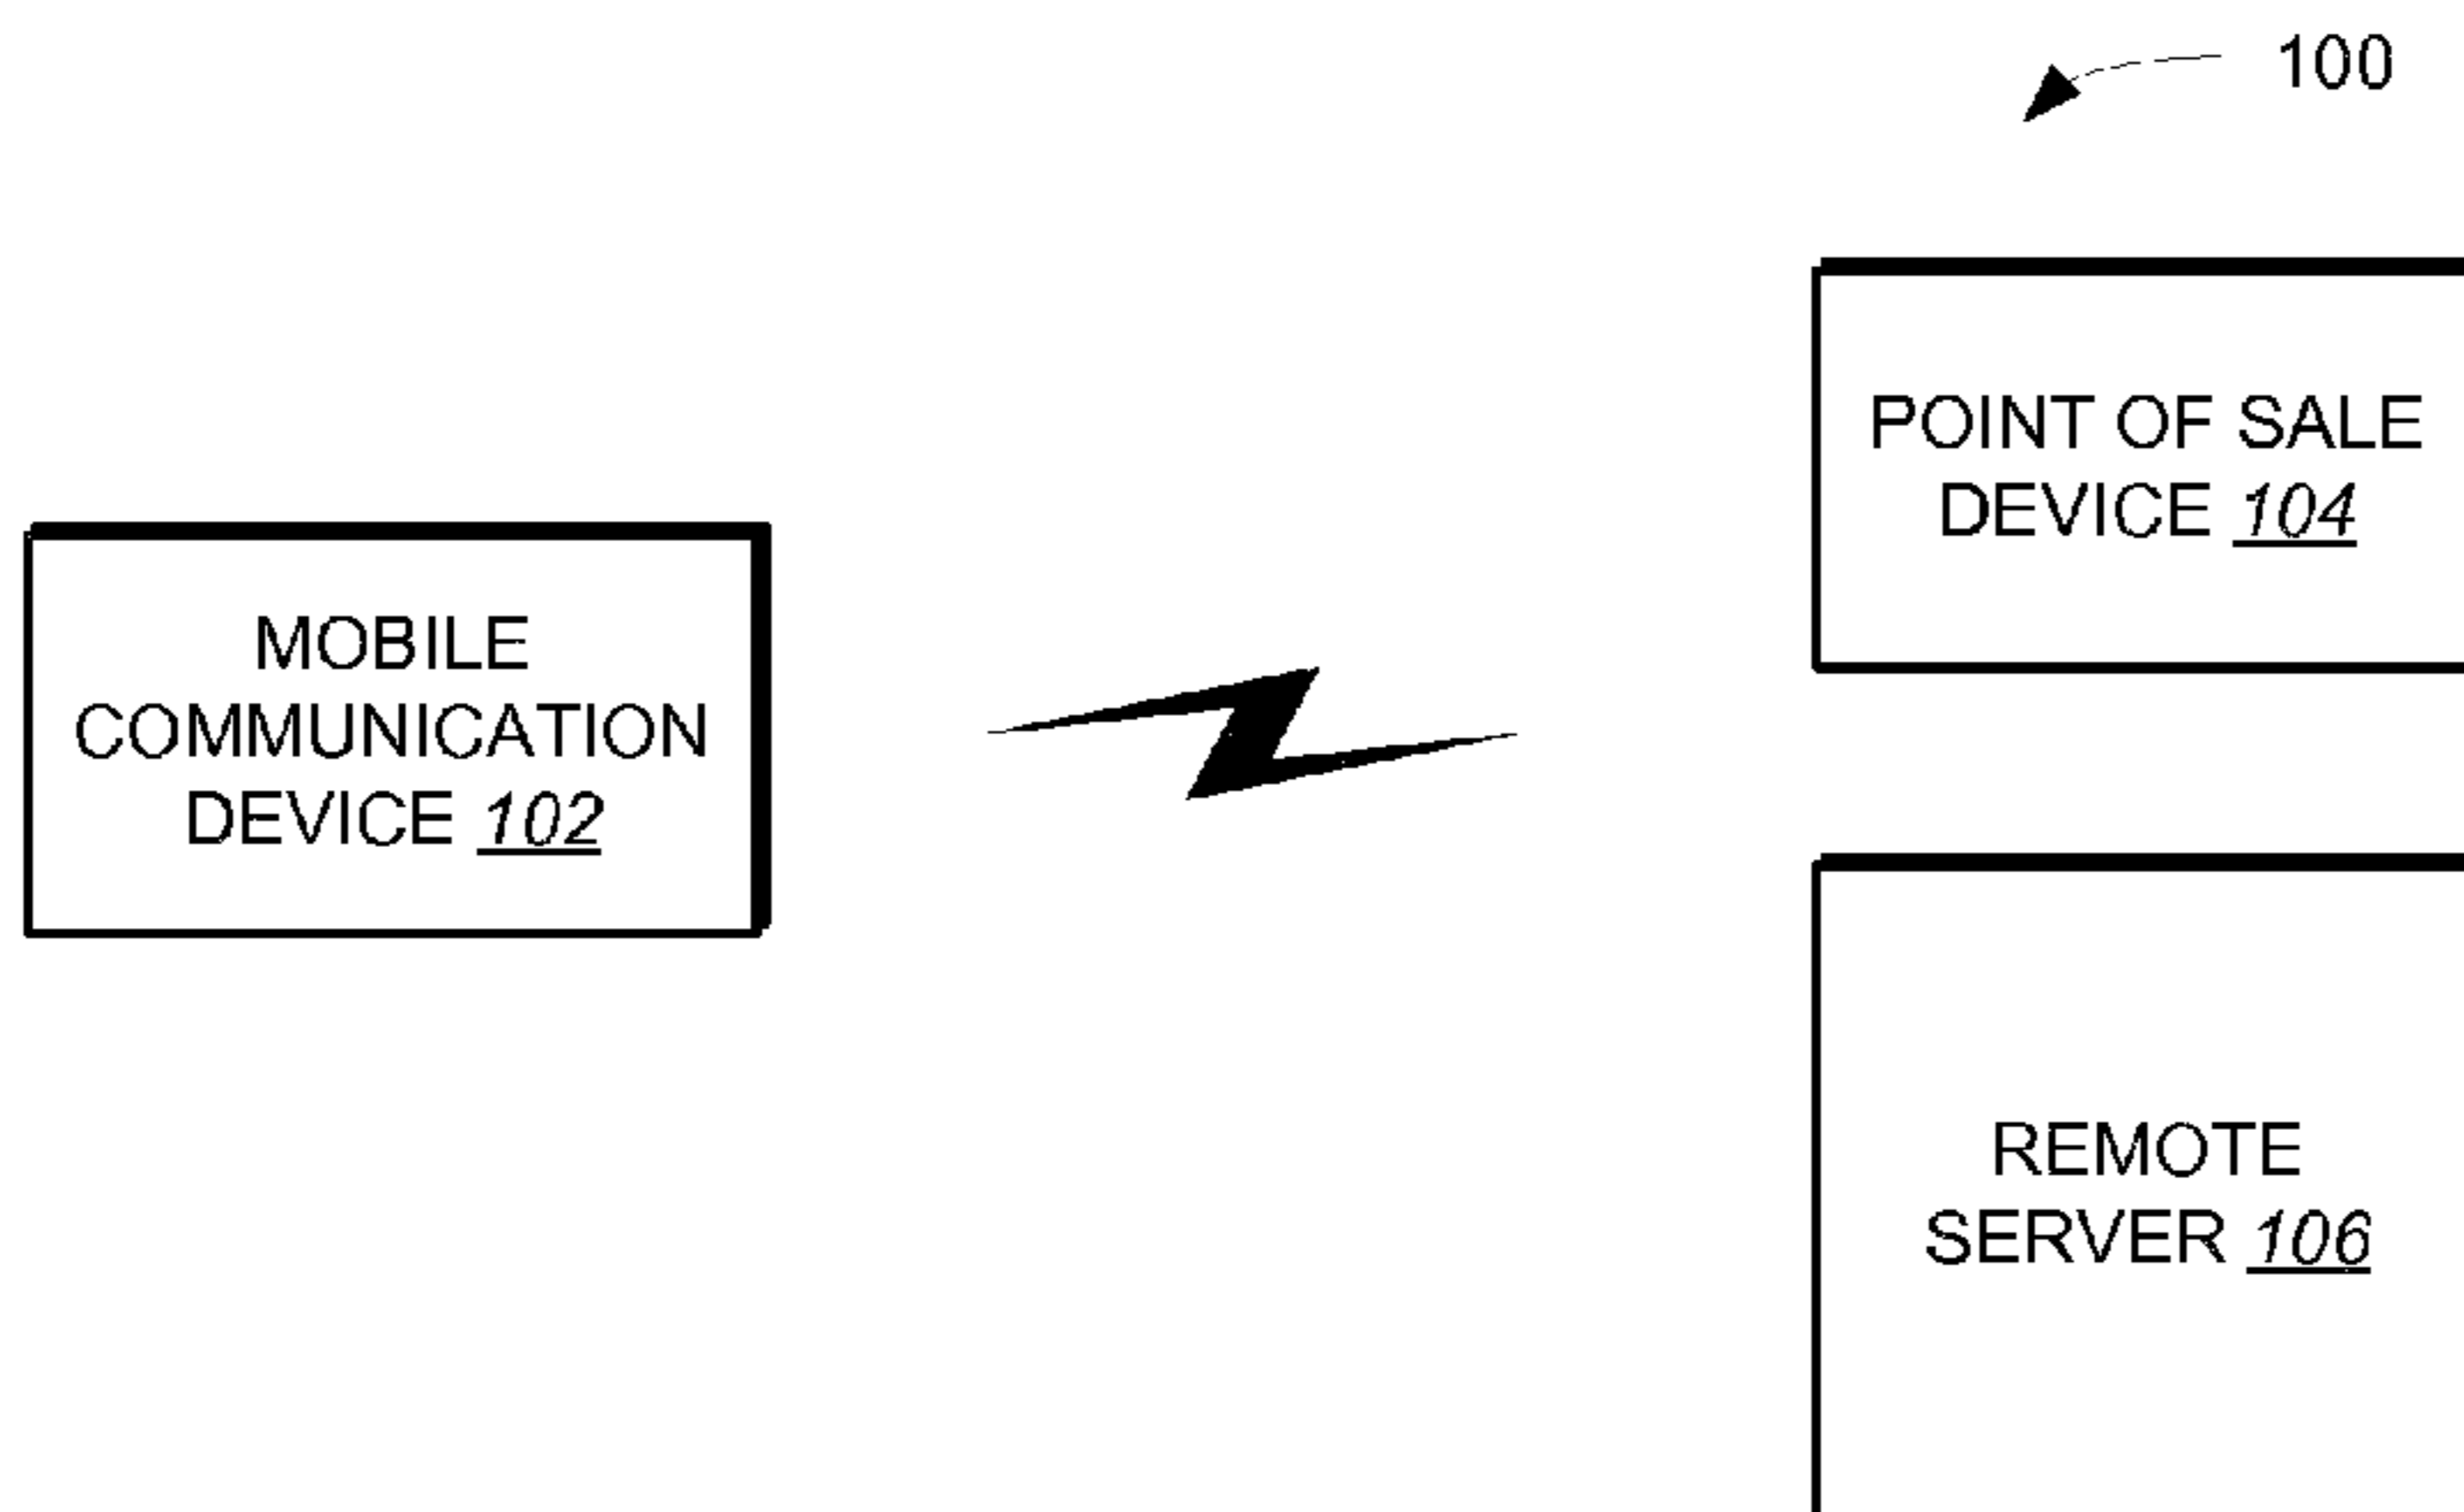 100
POINT OF SALE
DEVICE 104
MOBILE
COMMUNICATION
DEVICE 102
REMOTE
SERVER 106